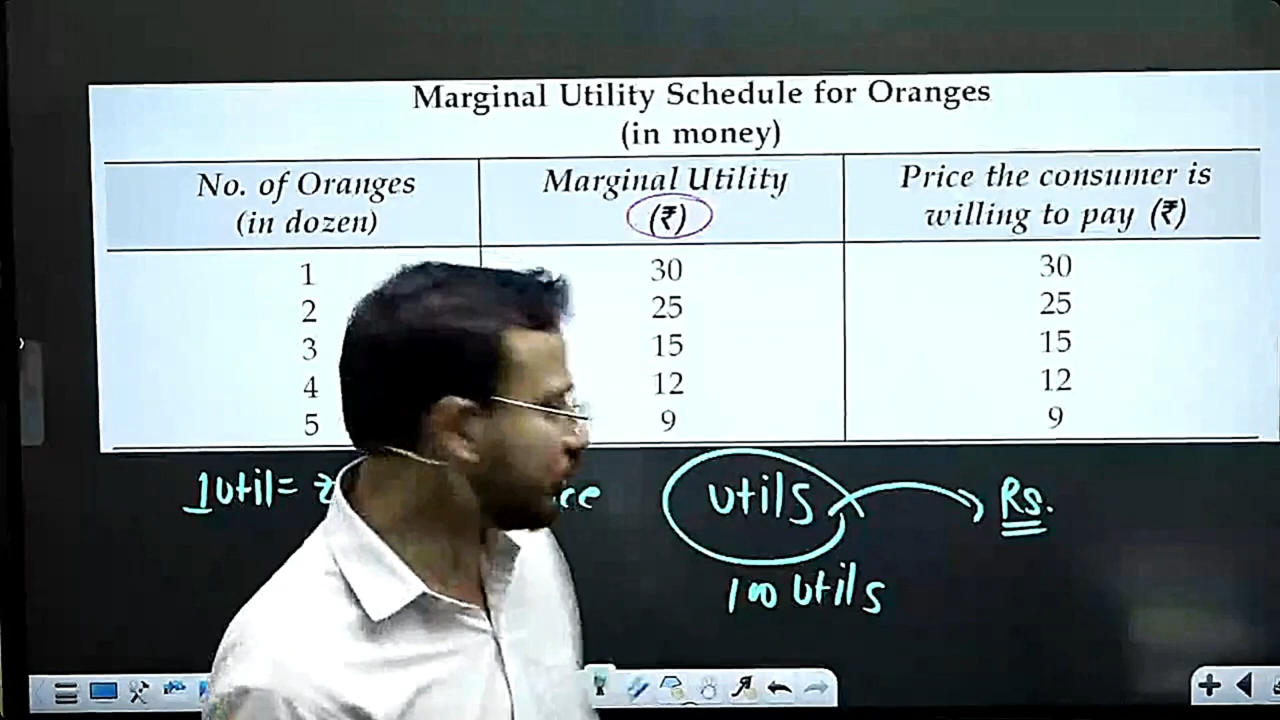 Marginal Utility Schedule for Oranges
(in money)
No. of Oranges (in dozen) Marginal Utility (₹) Price the consumer is willing to pay (₹)
1 30 30
2 25 25
3 15 15
4 12 12
5 9 9
1 util = utils Rs.
100 utils